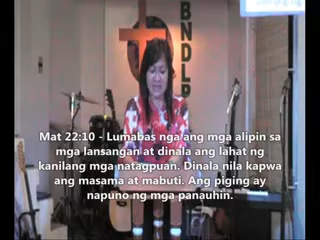 BNDLP
Mat 22:10 - Lumabas nga ang mga alipin sa
mga lansangan at dinala ang lahat ng
kanilang mga natagpuan. Dinala nila kapwa
ang masama at mabuti. Ang piging ay
napuno ng mga panauhin.